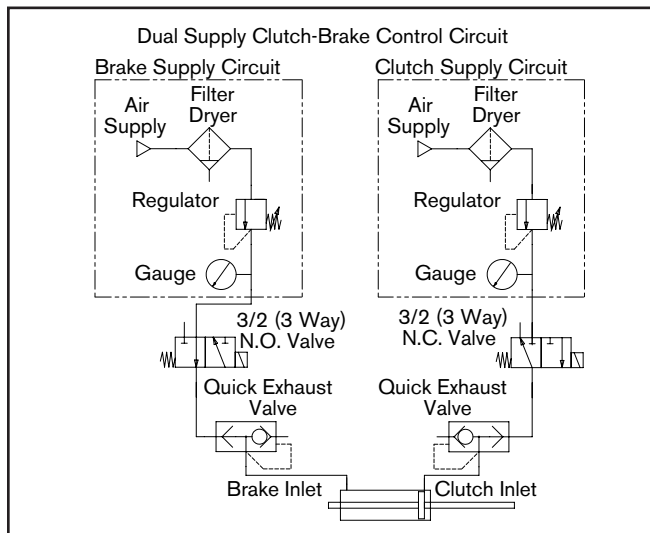 Dual Supply Clutch-Brake Control Circuit
Brake Supply Circuit
Clutch Supply Circuit
Air
Supply
Filter
Dryer
Regulator
Gauge
Air
Supply
Filter
Dryer
Regulator
Gauge
3/2 (3 Way)
N.O. Valve
3/2 (3 Way)
N.C. Valve
Quick Exhaust
Valve
Quick Exhaust
Valve
Brake Inlet
Clutch Inlet